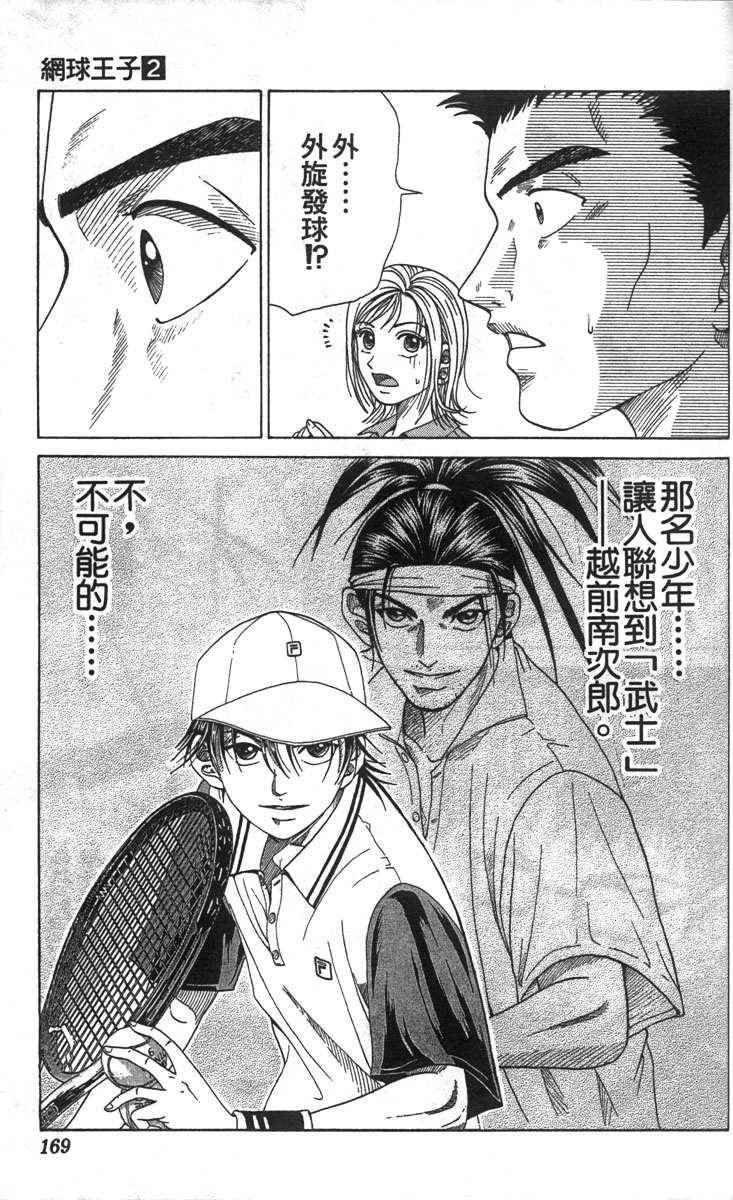 網球王子2
外……
外旋發球!?
那名少年……
讓人聯想到「武士」
——越前南次郎。
不，
不可能的……
F
F
169